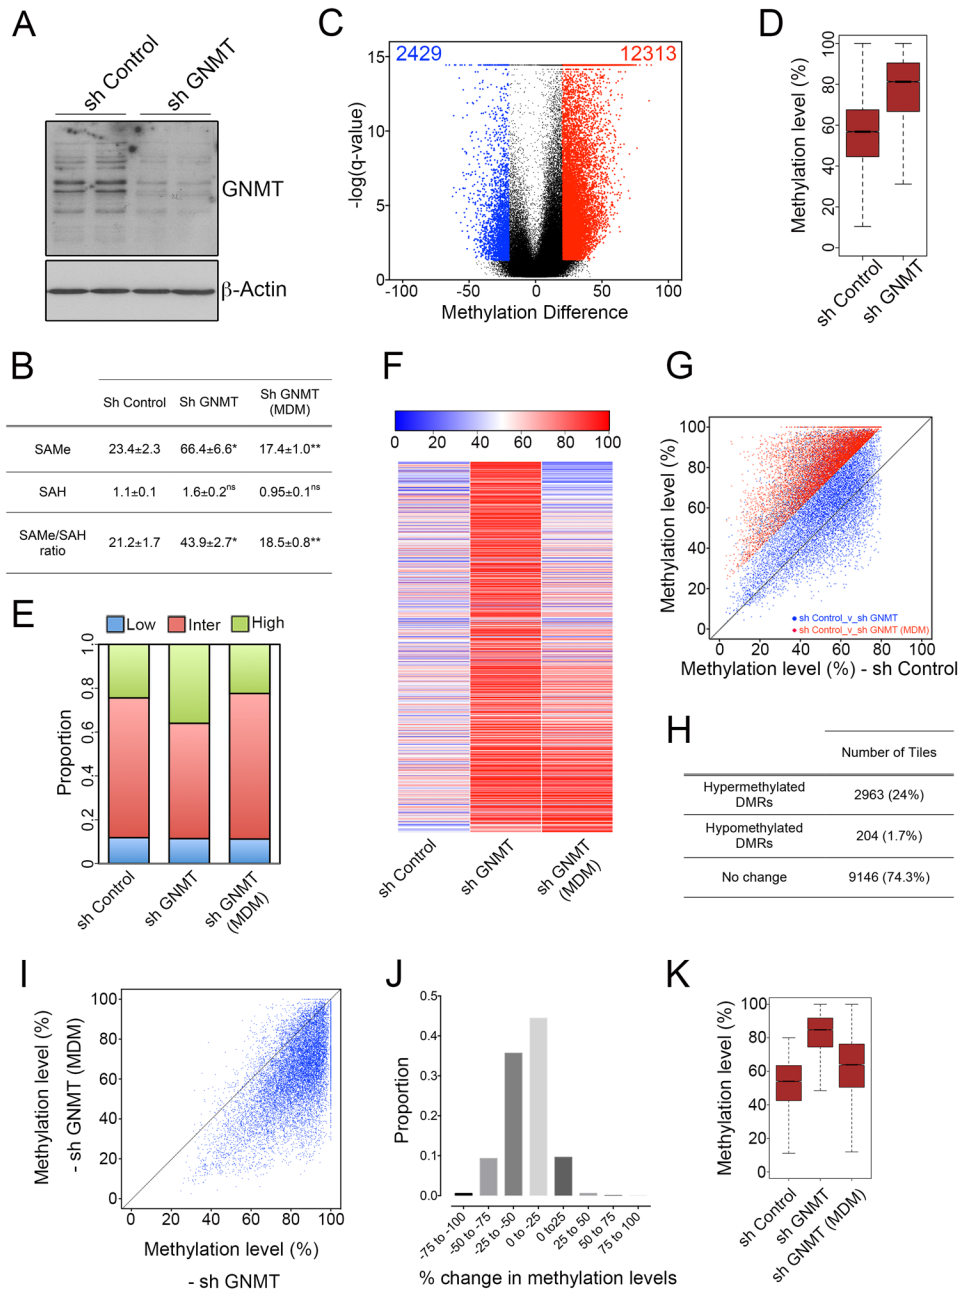 A
sh Control
sh GNMT
GNMT
β-Actin
C
2429
12313
15
10
5
0
-log(q-value)
-100
-50
0
50
100
Methylation Difference
D
100
80
60
40
20
0
Methylation level (%)
sh Control
sh GNMT
B
Sh Control Sh GNMT Sh GNMT (MDM)
SAMe 23.4±2.3 66.4±6.6* 17.4±1.0**
SAH 1.1±0.1 1.6±0.2ns 0.95±0.1ns
SAMe/SAH ratio 21.2±1.7 43.9±2.7* 18.5±0.8**
E
Low Inter High
1.0
0.8
0.6
0.4
0.2
0
Proportion
sh Control
sh GNMT
sh GNMT (MDM)
F
0 20 40 60 80 100
sh Control
sh GNMT
sh GNMT (MDM)
G
100
80
60
40
20
0
Methylation level (%)
sh Control_v_sh GNMT
sh Control_v_sh GNMT (MDM)
0 20 40 60 80 100
Methylation level (%) - sh Control
H
Number of Tiles
Hypermethylated DMRs 2963 (24%)
Hypomethylated DMRs 204 (1.7%)
No change 9146 (74.3%)
I
100
80
60
40
20
0
Methylation level (%)
- sh GNMT (MDM)
0 20 40 60 80 100
Methylation level (%)
- sh GNMT
J
0.5
0.4
0.3
0.2
0.1
0.0
Proportion
-75 to -100
-50 to -75
-25 to -50
0 to -25
0 to25
25 to 50
50 to 75
75 to 100
% change in methylation levels
K
100
80
60
40
20
0
Methylation level (%)
sh Control
sh GNMT
sh GNMT (MDM)